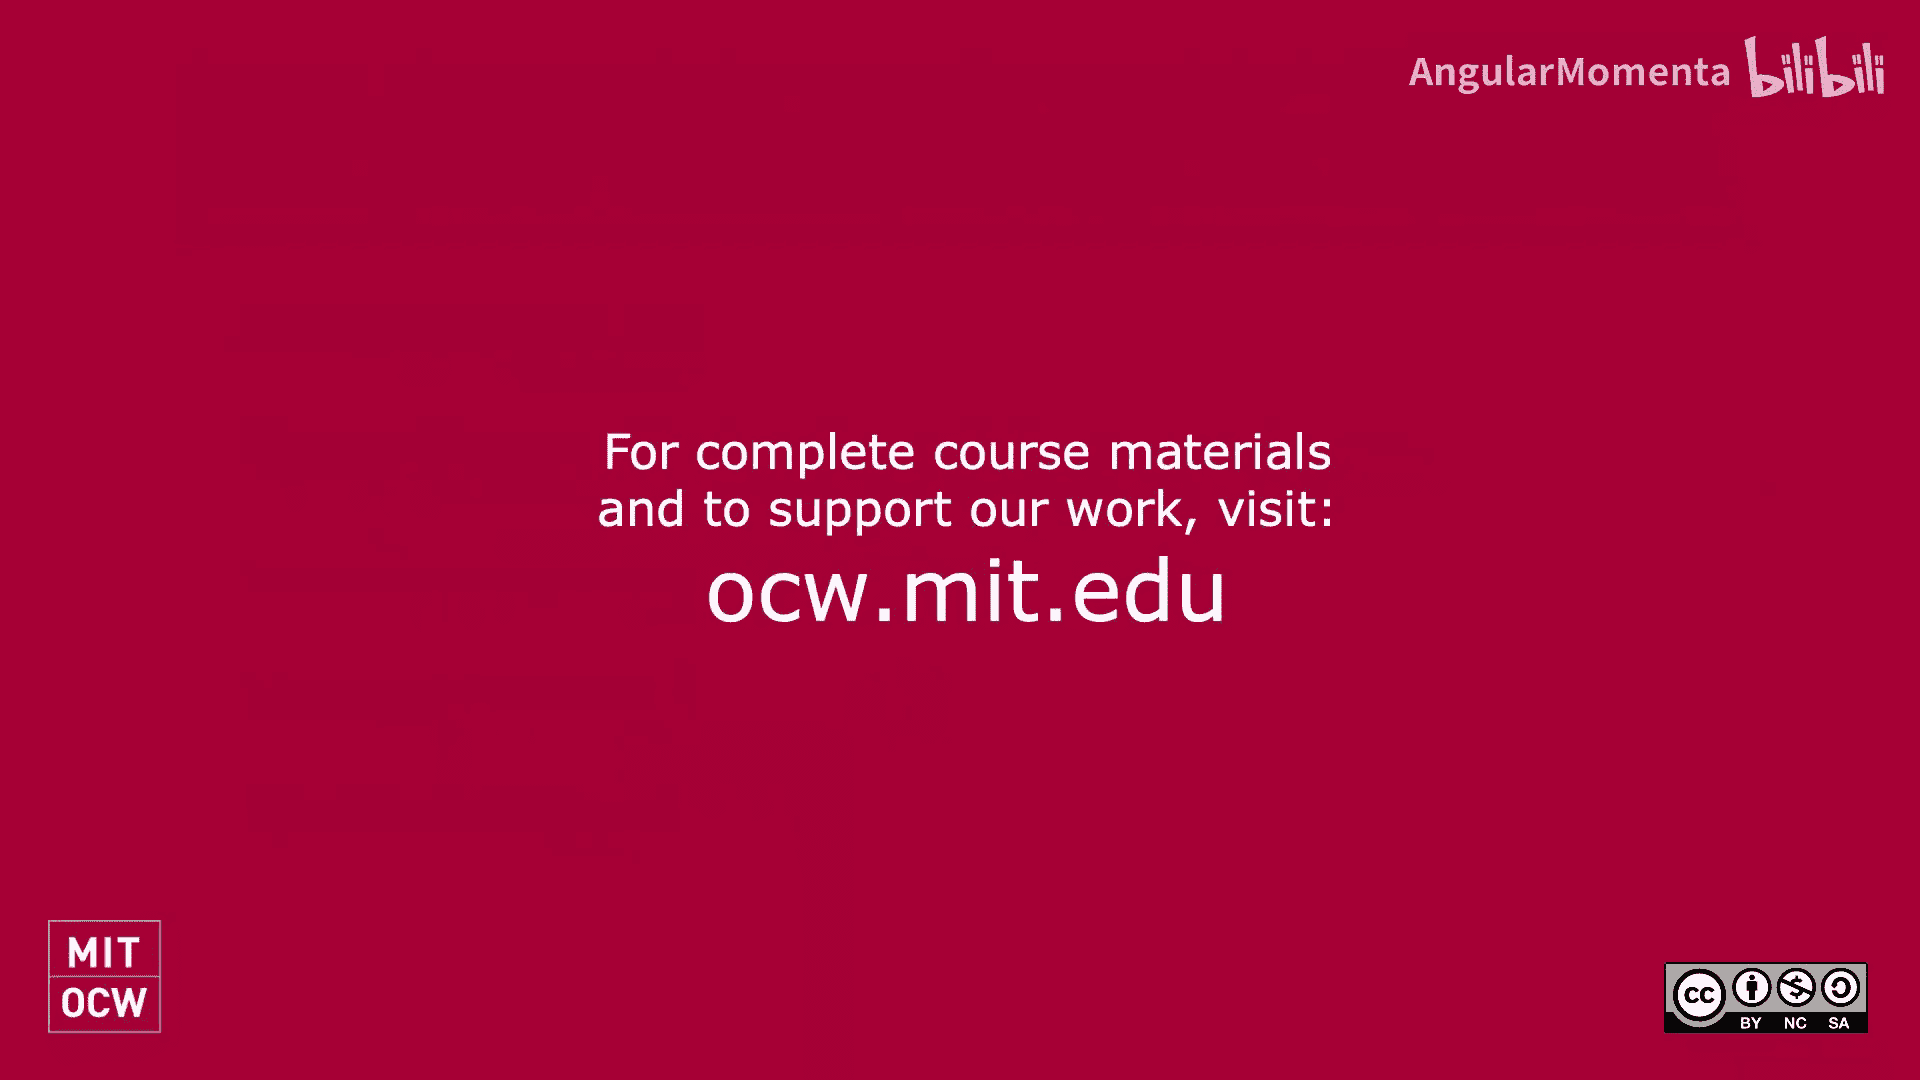 AngularMomenta bilibili
For complete course materials
and to support our work, visit:
ocw.mit.edu
MIT
OCW
cc
BY NC SA